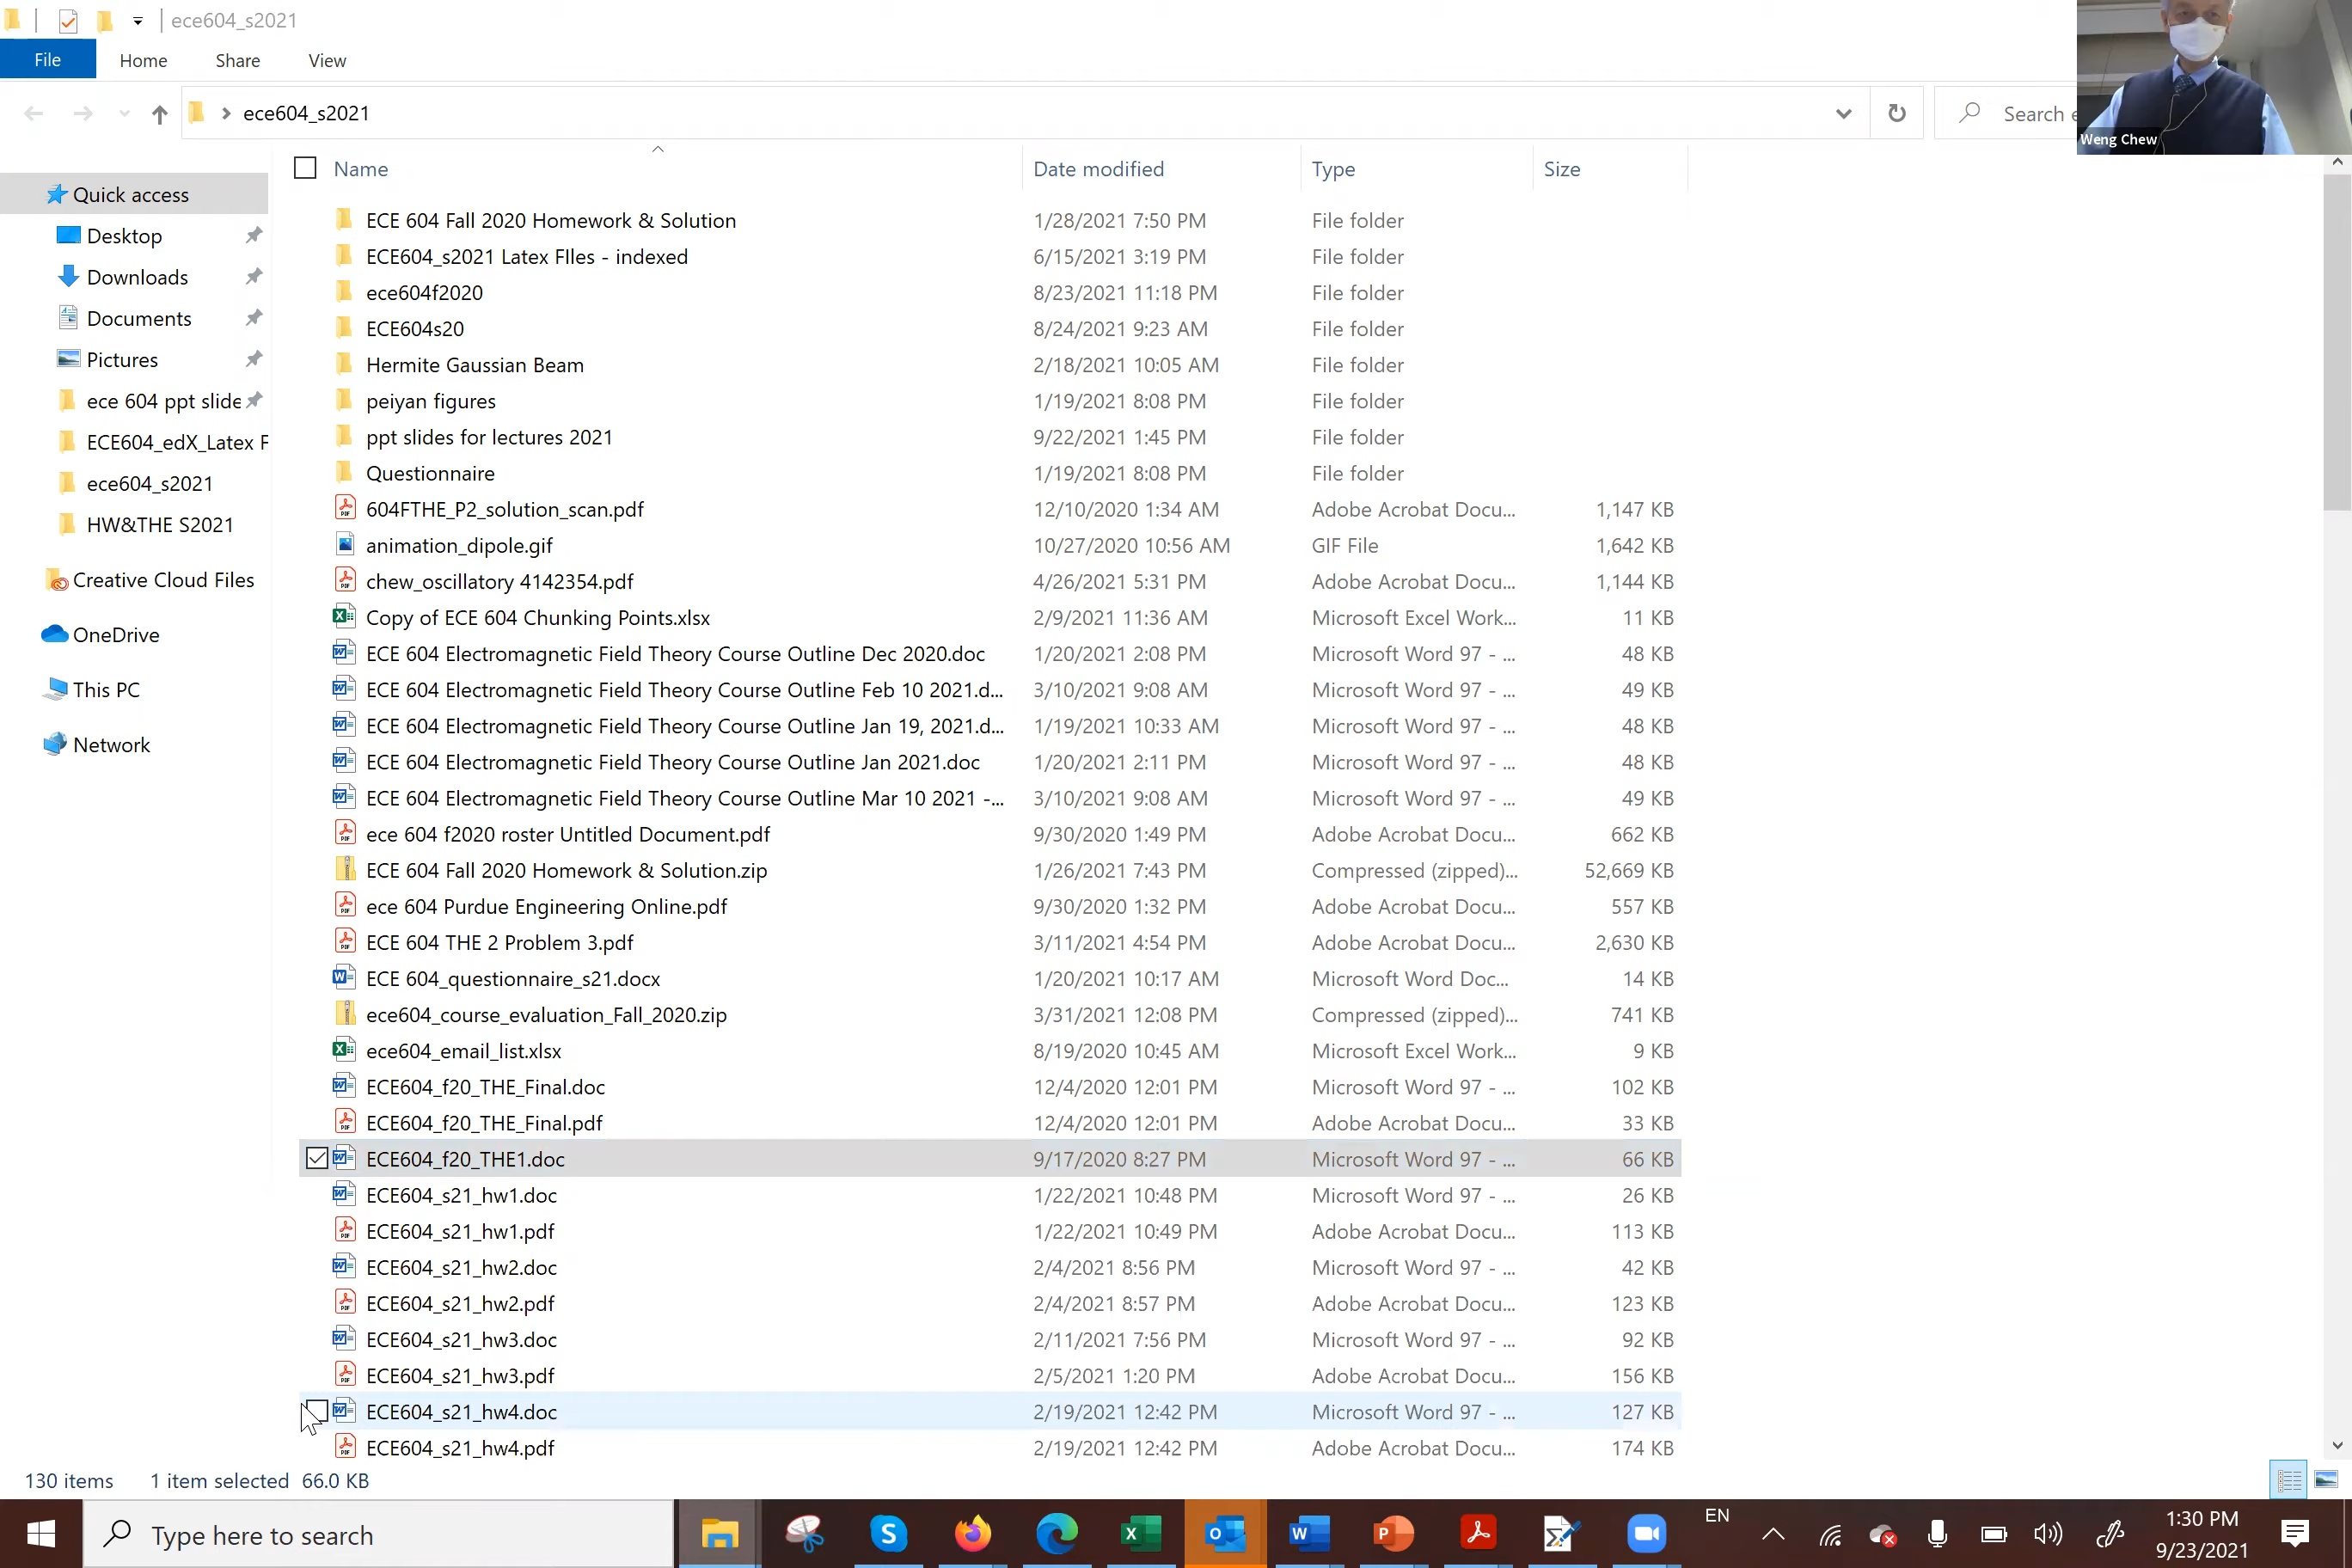 ece604_s2021
File Home Share View
ece604_s2021
Search e
Weng Chew
Name Date modified Type Size
Quick access
Desktop
Downloads
Documents
Pictures
ece 604 ppt slide
ECE604_edX_Latex F
ece604_s2021
HW&THE S2021
Creative Cloud Files
OneDrive
This PC
Network
ECE 604 Fall 2020 Homework & Solution 1/28/2021 7:50 PM File folder
ECE604_s2021 Latex FIles - indexed 6/15/2021 3:19 PM File folder
ece604f2020 8/23/2021 11:18 PM File folder
ECE604s20 8/24/2021 9:23 AM File folder
Hermite Gaussian Beam 2/18/2021 10:05 AM File folder
peiyan figures 1/19/2021 8:08 PM File folder
ppt slides for lectures 2021 9/22/2021 1:45 PM File folder
Questionnaire 1/19/2021 8:08 PM File folder
604FTHE_P2_solution_scan.pdf 12/10/2020 1:34 AM Adobe Acrobat Docu... 1,147 KB
animation_dipole.gif 10/27/2020 10:56 AM GIF File 1,642 KB
chew_oscillatory 4142354.pdf 4/26/2021 5:31 PM Adobe Acrobat Docu... 1,144 KB
Copy of ECE 604 Chunking Points.xlsx 2/9/2021 11:36 AM Microsoft Excel Work... 11 KB
ECE 604 Electromagnetic Field Theory Course Outline Dec 2020.doc 1/20/2021 2:08 PM Microsoft Word 97 - ... 48 KB
ECE 604 Electromagnetic Field Theory Course Outline Feb 10 2021.d... 3/10/2021 9:08 AM Microsoft Word 97 - ... 49 KB
ECE 604 Electromagnetic Field Theory Course Outline Jan 19, 2021.d... 1/19/2021 10:33 AM Microsoft Word 97 - ... 48 KB
ECE 604 Electromagnetic Field Theory Course Outline Jan 2021.doc 1/20/2021 2:11 PM Microsoft Word 97 - ... 48 KB
ECE 604 Electromagnetic Field Theory Course Outline Mar 10 2021 -... 3/10/2021 9:08 AM Microsoft Word 97 - ... 49 KB
ece 604 f2020 roster Untitled Document.pdf 9/30/2020 1:49 PM Adobe Acrobat Docu... 662 KB
ECE 604 Fall 2020 Homework & Solution.zip 1/26/2021 7:43 PM Compressed (zipped)... 52,669 KB
ece 604 Purdue Engineering Online.pdf 9/30/2020 1:32 PM Adobe Acrobat Docu... 557 KB
ECE 604 THE 2 Problem 3.pdf 3/11/2021 4:54 PM Adobe Acrobat Docu... 2,630 KB
ECE 604_questionnaire_s21.docx 1/20/2021 10:17 AM Microsoft Word Doc... 14 KB
ece604_course_evaluation_Fall_2020.zip 3/31/2021 12:08 PM Compressed (zipped)... 741 KB
ece604_email_list.xlsx 8/19/2020 10:45 AM Microsoft Excel Work... 9 KB
ECE604_f20_THE_Final.doc 12/4/2020 12:01 PM Microsoft Word 97 - ... 102 KB
ECE604_f20_THE_Final.pdf 12/4/2020 12:01 PM Adobe Acrobat Docu... 33 KB
ECE604_f20_THE1.doc 9/17/2020 8:27 PM Microsoft Word 97 - ... 66 KB
ECE604_s21_hw1.doc 1/22/2021 10:48 PM Microsoft Word 97 - ... 26 KB
ECE604_s21_hw1.pdf 1/22/2021 10:49 PM Adobe Acrobat Docu... 113 KB
ECE604_s21_hw2.doc 2/4/2021 8:56 PM Microsoft Word 97 - ... 42 KB
ECE604_s21_hw2.pdf 2/4/2021 8:57 PM Adobe Acrobat Docu... 123 KB
ECE604_s21_hw3.doc 2/11/2021 7:56 PM Microsoft Word 97 - ... 92 KB
ECE604_s21_hw3.pdf 2/5/2021 1:20 PM Adobe Acrobat Docu... 156 KB
ECE604_s21_hw4.doc 2/19/2021 12:42 PM Microsoft Word 97 - ... 127 KB
ECE604_s21_hw4.pdf 2/19/2021 12:42 PM Adobe Acrobat Docu... 174 KB
130 items 1 item selected 66.0 KB
Type here to search
EN
1:30 PM
9/23/2021